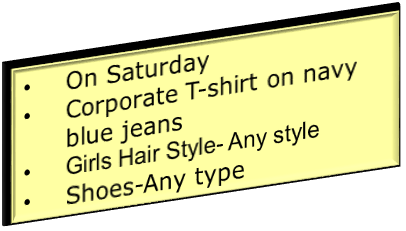 • On Saturday
• Corporate T-shirt on navy
blue jeans
• Girls Hair Style- Any style
• Shoes-Any type